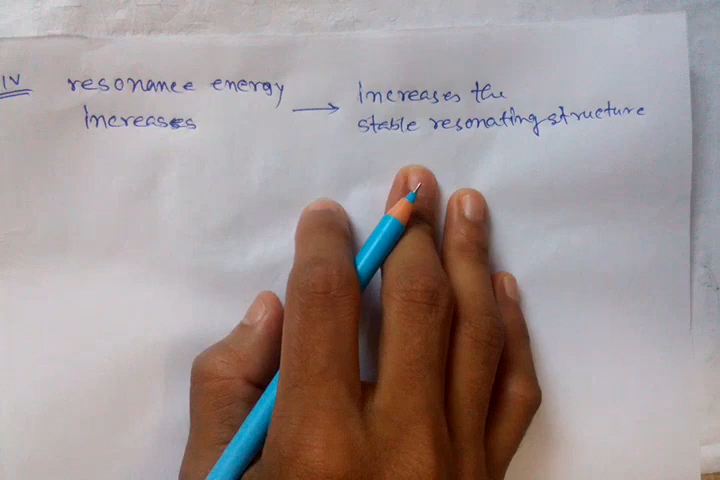 IV resonance energy increases the
increases → stable resonating structure